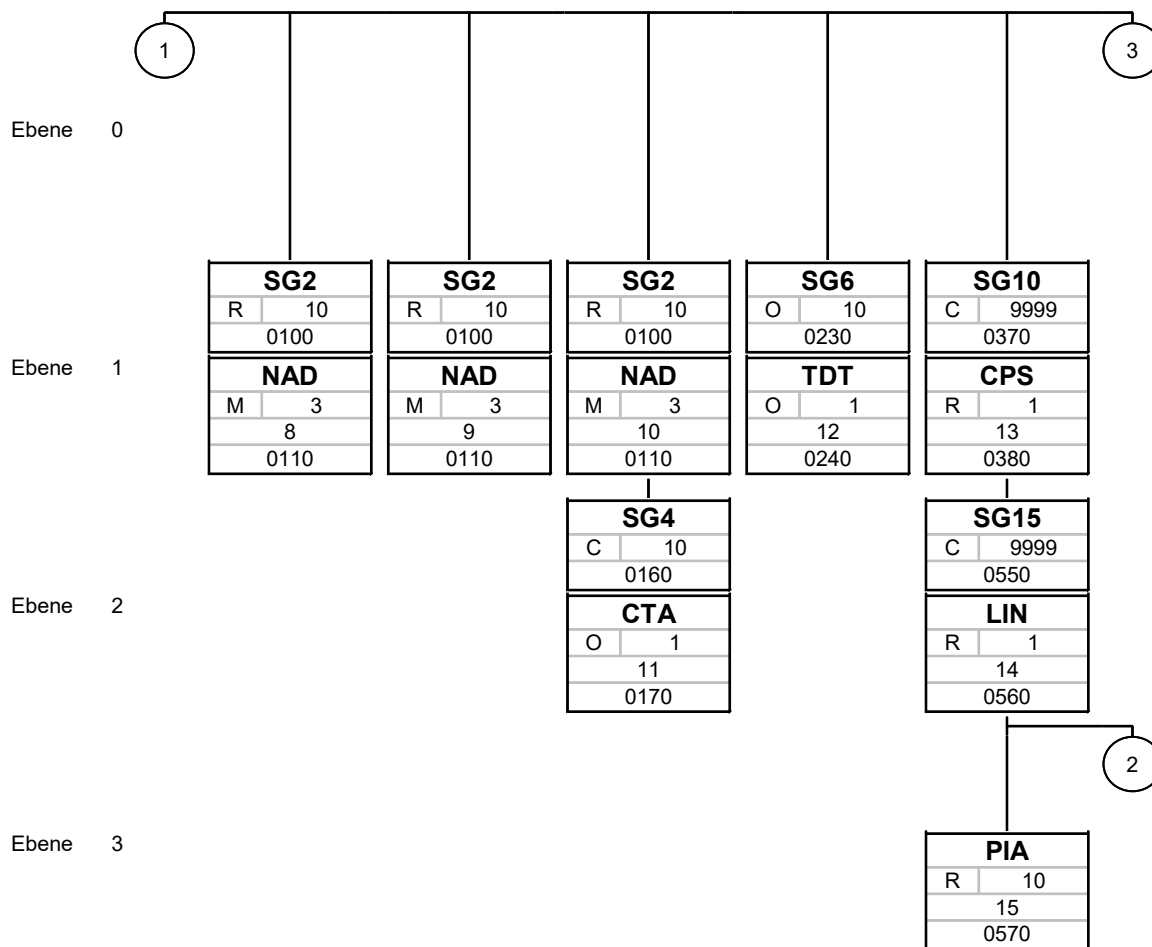 1 3
Ebene 0
SG2 SG2 SG2 SG6 SG10
R 10 R 10 R 10 O 10 C 9999
0100 0100 0100 0230 0370
Ebene 1
NAD NAD NAD TDT CPS
M 3 M 3 M 3 O 1 R 1
8 9 10 12 13
0110 0110 0110 0240 0380
SG4 SG15
C 10 C 9999
0160 0550
Ebene 2
CTA LIN
O 1 R 1
11 14
0170 0560
2
Ebene 3
PIA
R 10
15
0570